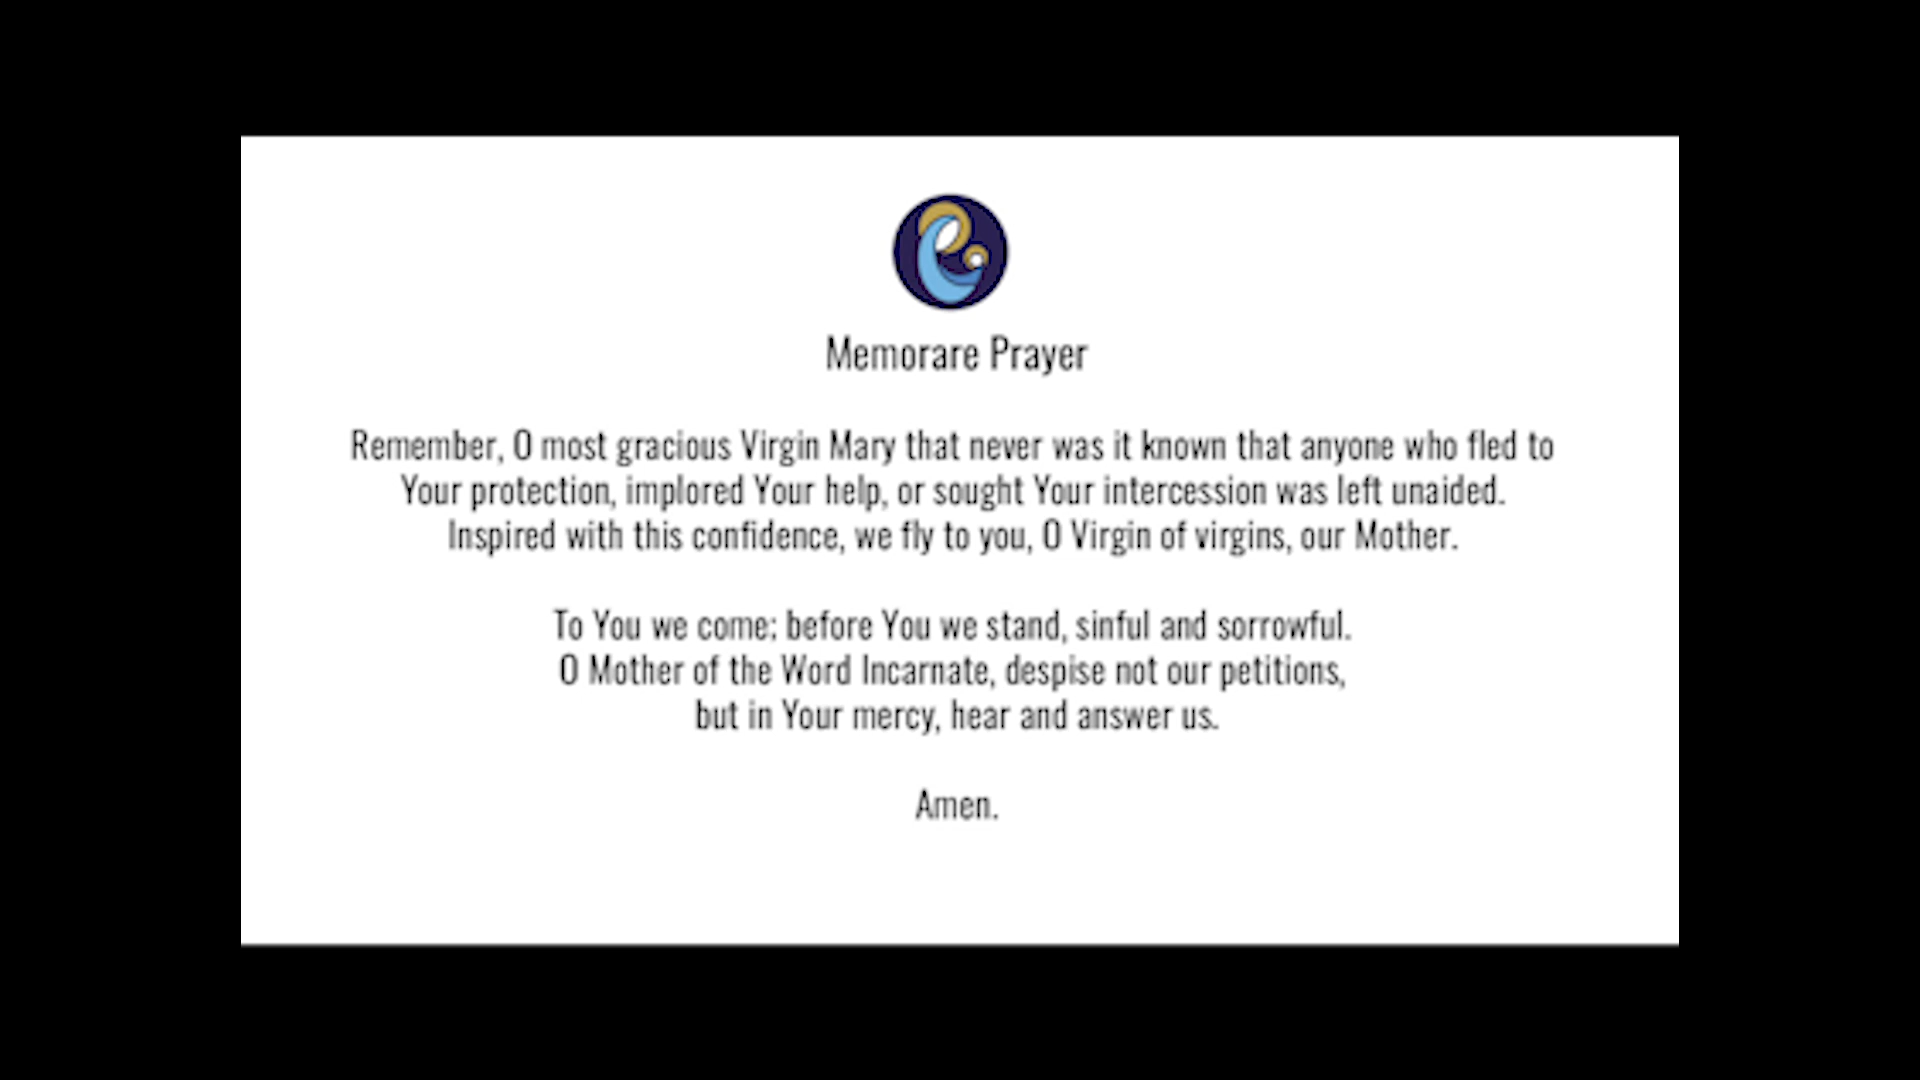 Memorare Prayer
Remember, O most gracious Virgin Mary that never was it known that anyone who fled to
Your protection, implored Your help, or sought Your intercession was left unaided.
Inspired with this confidence, we fly to you, O Virgin of virgins, our Mother.
To You we come; before You we stand, sinful and sorrowful.
O Mother of the Word Incarnate, despise not our petitions,
but in Your mercy, hear and answer us.
Amen.